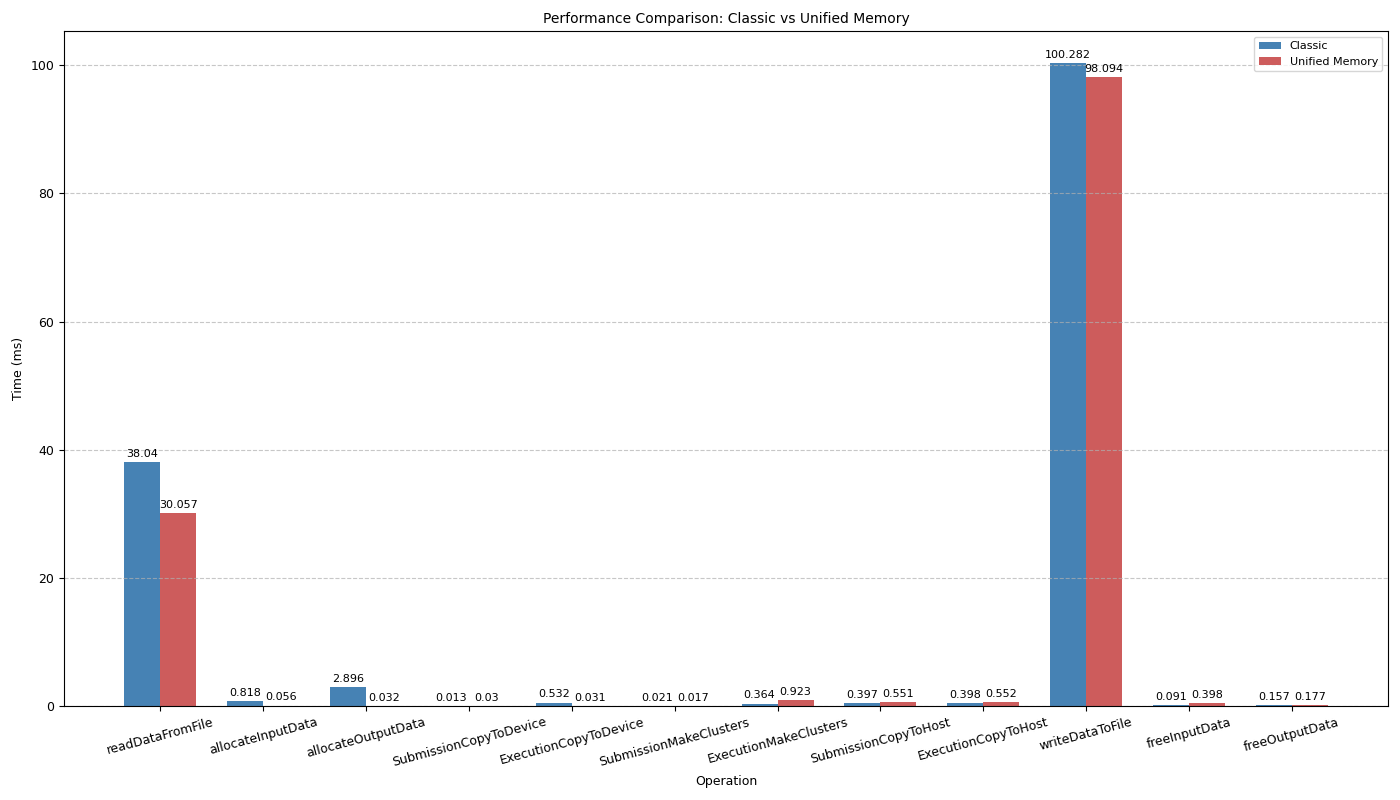 Performance Comparison: Classic vs Unified Memory
Classic
Unified Memory
Time (ms)
100
80
60
40
20
0
38.04
30.057
0.818
0.056
2.896
0.032
0.013
0.03
0.532
0.031
0.021
0.017
0.364
0.923
0.397
0.551
0.398
0.552
100.282
98.094
0.091
0.398
0.157
0.177
readDataFromFile
allocateInputData
allocateOutputData
SubmissionCopyToDevice
ExecutionCopyToDevice
SubmissionMakeClusters
ExecutionMakeClusters
SubmissionCopyToHost
ExecutionCopyToHost
writeDataToFile
freeInputData
freeOutputData
Operation